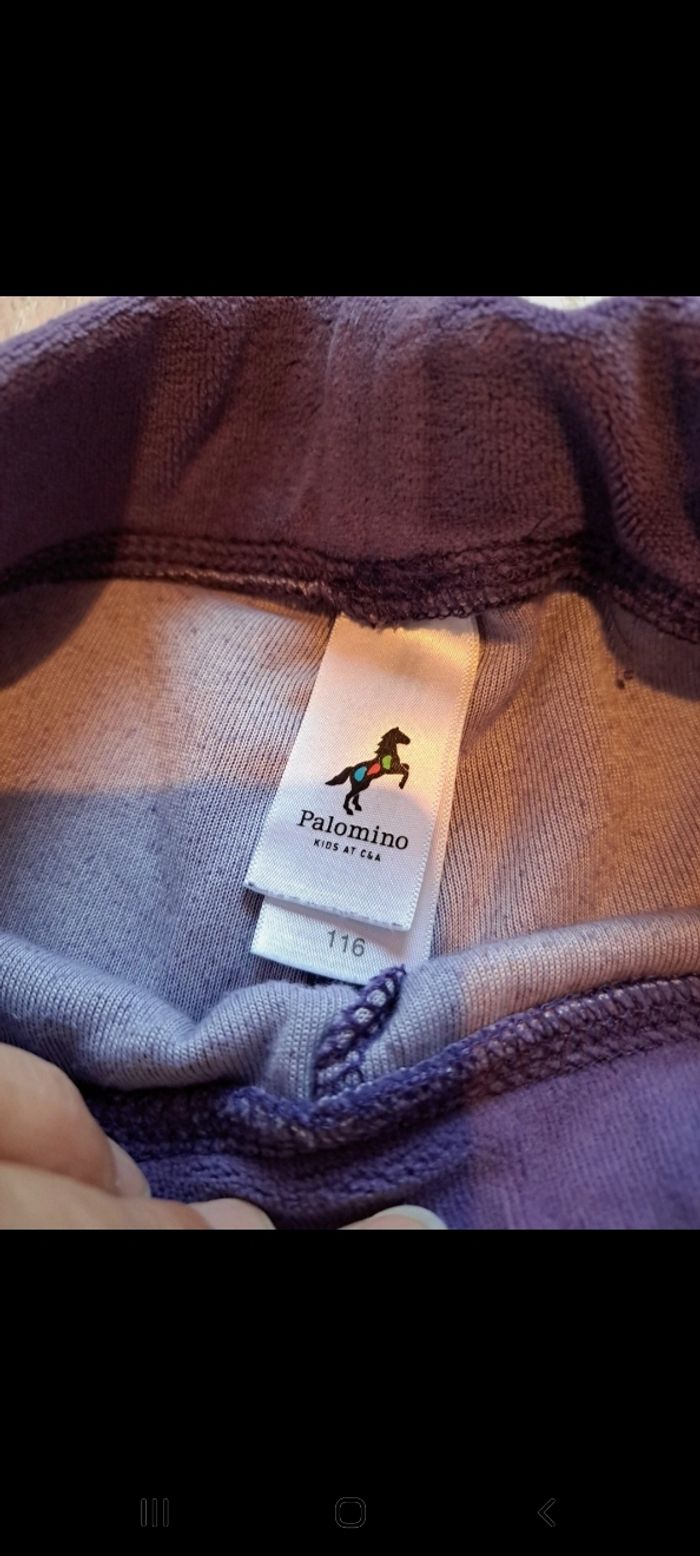 Palomino
KIDS AT C&A
116